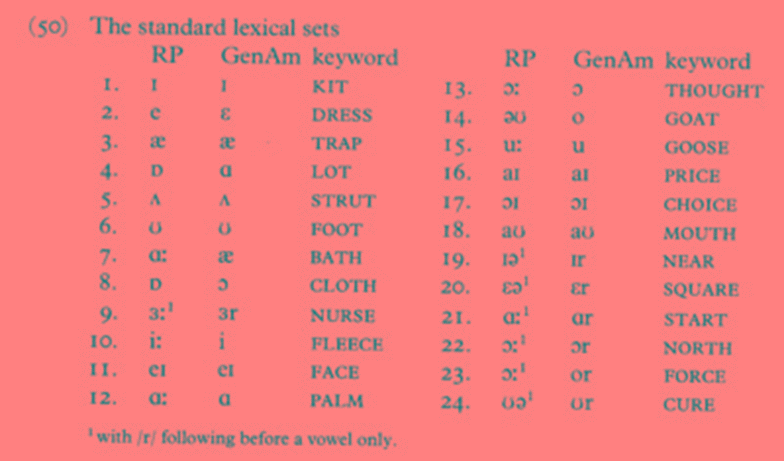 (50) The standard lexical sets
RP GenAm keyword RP GenAm keyword
1. ɪ ɪ KIT 13. ɔː ɔ THOUGHT
2. e ɛ DRESS 14. əʊ o GOAT
3. æ æ TRAP 15. uː u GOOSE
4. ɒ ɑ LOT 16. aɪ aɪ PRICE
5. ʌ ʌ STRUT 17. ɔɪ ɔɪ CHOICE
6. ʊ ʊ FOOT 18. aʊ aʊ MOUTH
7. ɑː æ BATH 19. ɪə¹ ɪr NEAR
8. ɒ ɔ CLOTH 20. ɛə¹ ɛr SQUARE
9. ɜː¹ ɜr NURSE 21. ɑː¹ ɑr START
10. iː i FLEECE 22. ɔː¹ ɔr NORTH
11. eɪ eɪ FACE 23. ɔː¹ or FORCE
12. ɑː ɑ PALM 24. ʊə¹ ʊr CURE
¹ with /r/ following before a vowel only.